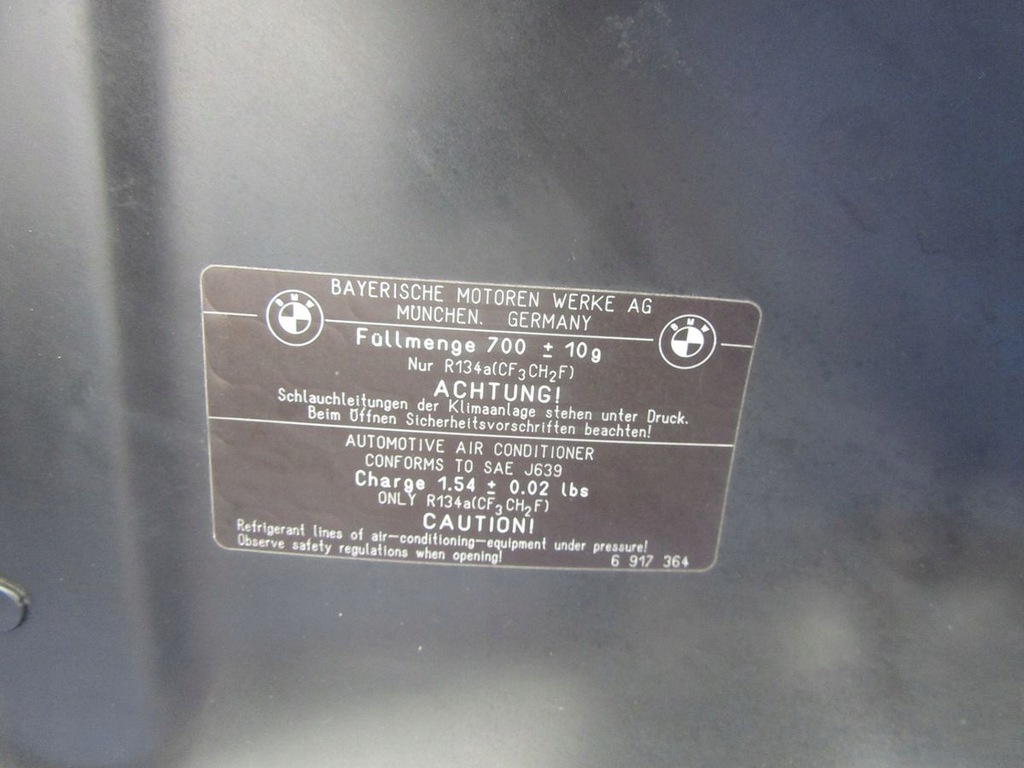 BAYERISCHE MOTOREN WERKE AG
MÜNCHEN, GERMANY
BMW
BMW
Füllmenge 700 ± 10g
Nur R134a(CF₃CH₂F)
ACHTUNG!
Schlauchleitungen der Klimaanlage stehen unter Druck.
Beim Öffnen Sicherheitsvorschriften beachten!
AUTOMOTIVE AIR CONDITIONER
CONFORMS TO SAE J639
Charge 1.54 ± 0.02 lbs
ONLY R134a(CF₃CH₂F)
CAUTION!
Refrigerant lines of air-conditioning-equipment under pressure!
Observe safety regulations when opening!
6 917 364